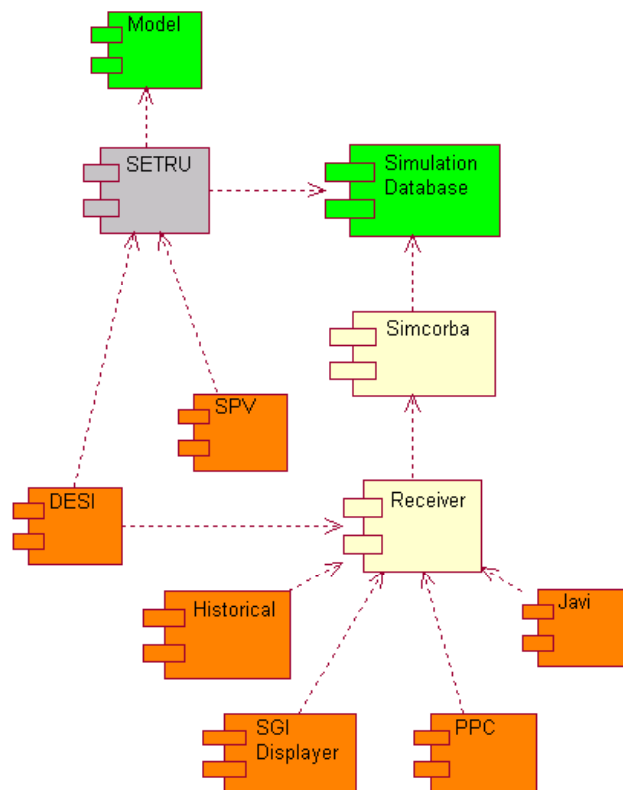 Model
SETRU
Simulation
Database
Simcorba
SPV
DESI
Receiver
Historical
Javi
SGI
Displayer
PPC